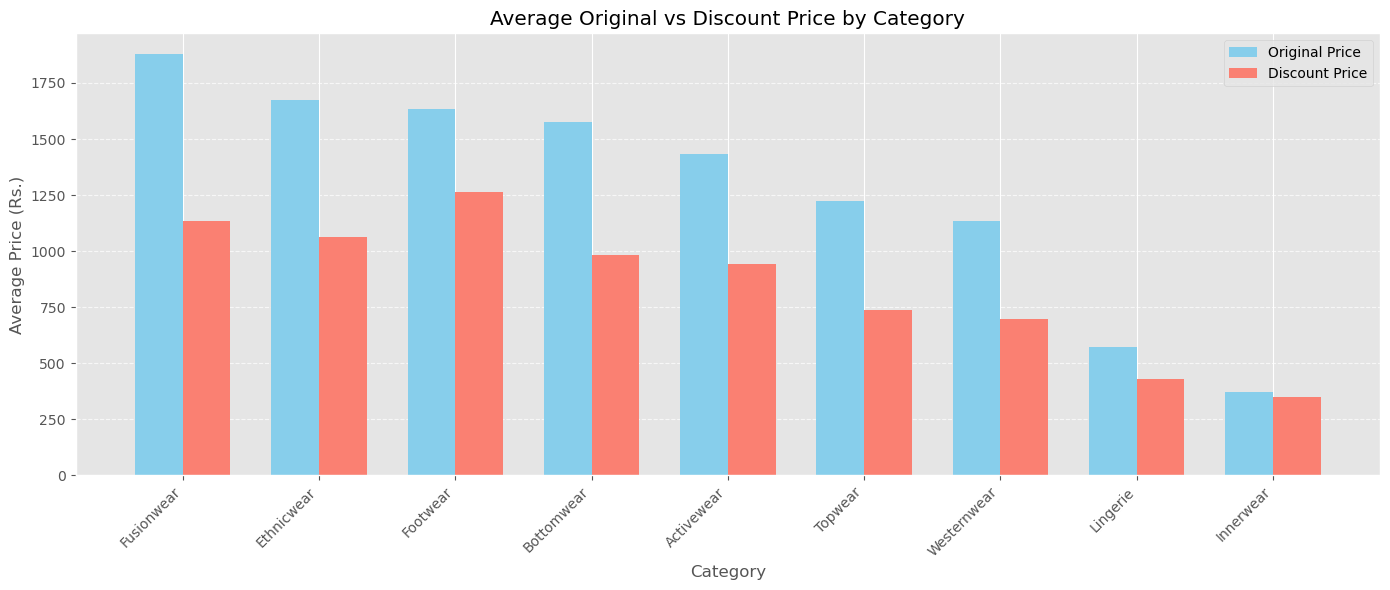 Average Original vs Discount Price by Category
Original Price
Discount Price
Average Price (Rs.)
1750
1500
1250
1000
750
500
250
0
Fusionwear
Ethnicwear
Footwear
Bottomwear
Activewear
Topwear
Westernwear
Lingerie
Innerwear
Category